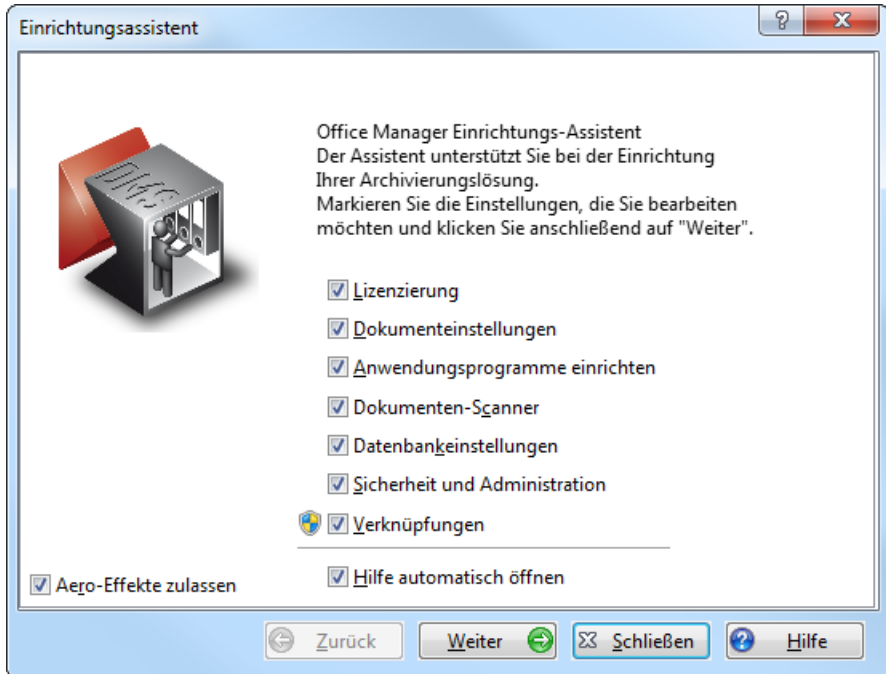 Einrichtungsassistent
DMS
Office Manager Einrichtungs-Assistent
Der Assistent unterstützt Sie bei der Einrichtung
Ihrer Archivierungslösung.
Markieren Sie die Einstellungen, die Sie bearbeiten
möchten und klicken Sie anschließend auf "Weiter".
Lizenzierung
Dokumenteinstellungen
Anwendungsprogramme einrichten
Dokumenten-Scanner
Datenbankeinstellungen
Sicherheit und Administration
Verknüpfungen
Hilfe automatisch öffnen
Aero-Effekte zulassen
Zurück
Weiter
Schließen
Hilfe